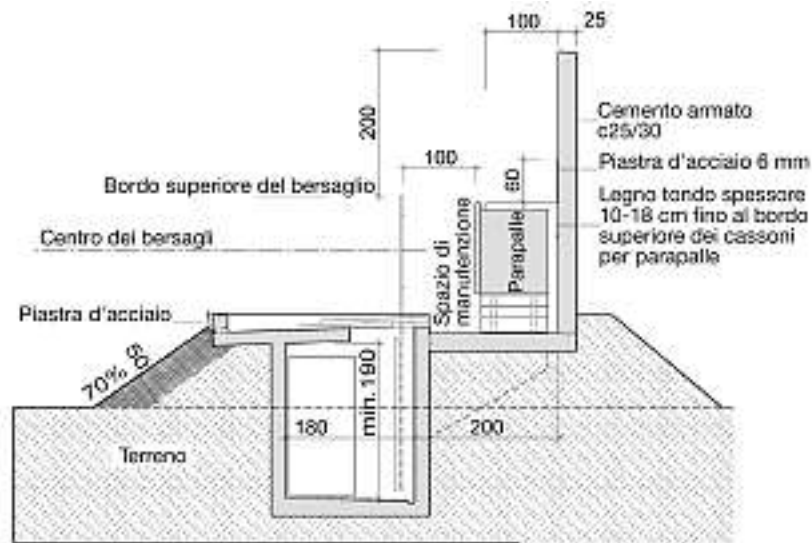 100
25
200
Cemento armato
c25/30
100
60
Piastra d'acciaio 6 mm
Bordo superiore del bersaglio
Legno tondo spessore
10-18 cm fino al bordo
superiore dei cassoni
per parapalle
Centro dei bersagli
Spazio di
manutenzione
Parapalle
Piastra d'acciaio
70%
50
min. 190
180
200
Terreno